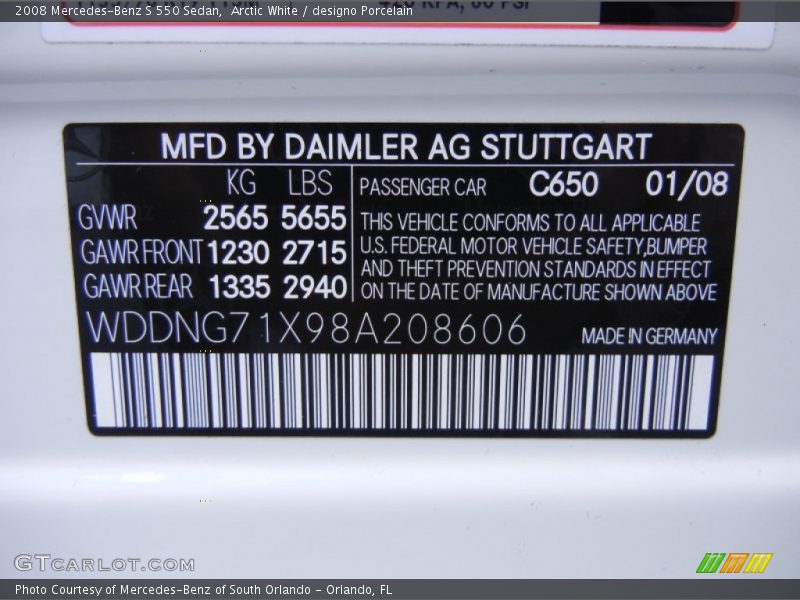 2008 Mercedes-Benz S 550 Sedan,  Arctic White / designo Porcelain
MFD BY DAIMLER AG STUTTGART
KG LBS
GVWR 2565 5655
GAWR FRONT 1230 2715
GAWR REAR 1335 2940
PASSENGER CAR C650 01/08
THIS VEHICLE CONFORMS TO ALL APPLICABLE
U.S. FEDERAL MOTOR VEHICLE SAFETY,BUMPER
AND THEFT PREVENTION STANDARDS IN EFFECT
ON THE DATE OF MANUFACTURE SHOWN ABOVE
WDDNG71X98A208606
MADE IN GERMANY
GTCARLOT.COM
Photo Courtesy of Mercedes-Benz of South Orlando - Orlando, FL